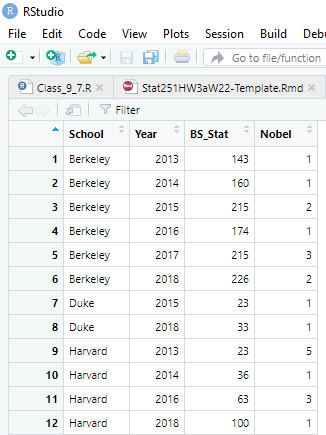 RStudio
File Edit Code View Plots Session Build Debu
Go to file/function
Class_9_7.R × Stat251HW3aW22-Template.Rmd ×
Filter
School Year BS_Stat Nobel
1 Berkeley 2013 143 1
2 Berkeley 2014 160 1
3 Berkeley 2015 215 2
4 Berkeley 2016 174 1
5 Berkeley 2017 215 3
6 Berkeley 2018 226 2
7 Duke 2015 23 1
8 Duke 2018 33 1
9 Harvard 2013 23 5
10 Harvard 2014 36 1
11 Harvard 2016 63 3
12 Harvard 2018 100 1